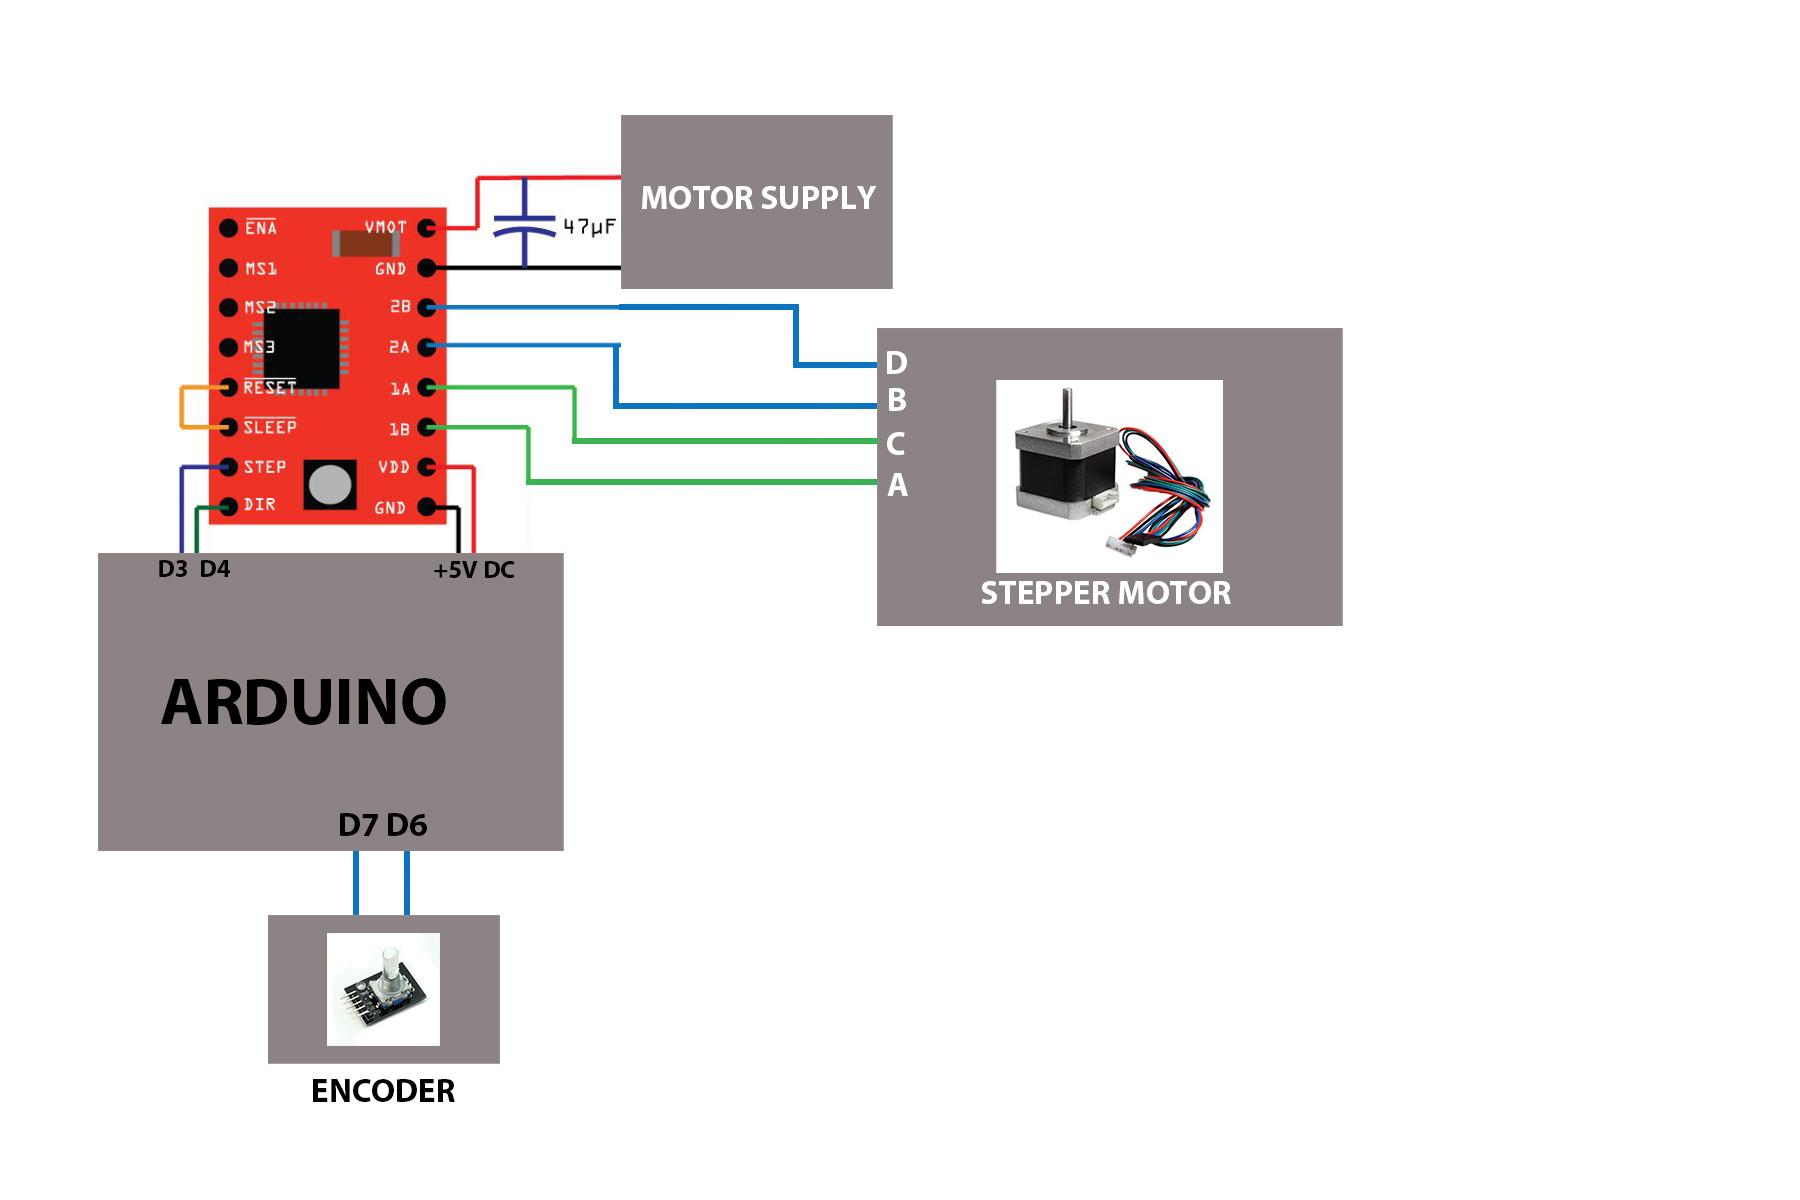 MOTOR SUPPLY
47µF
ENA VMOT
MS1 GND
MS2 2B
MS3 2A
RESET 1A
SLEEP 1B
STEP VDD
DIR GND
D
B
C
A
STEPPER MOTOR
D3 D4 +5V DC
ARDUINO
D7 D6
ENCODER